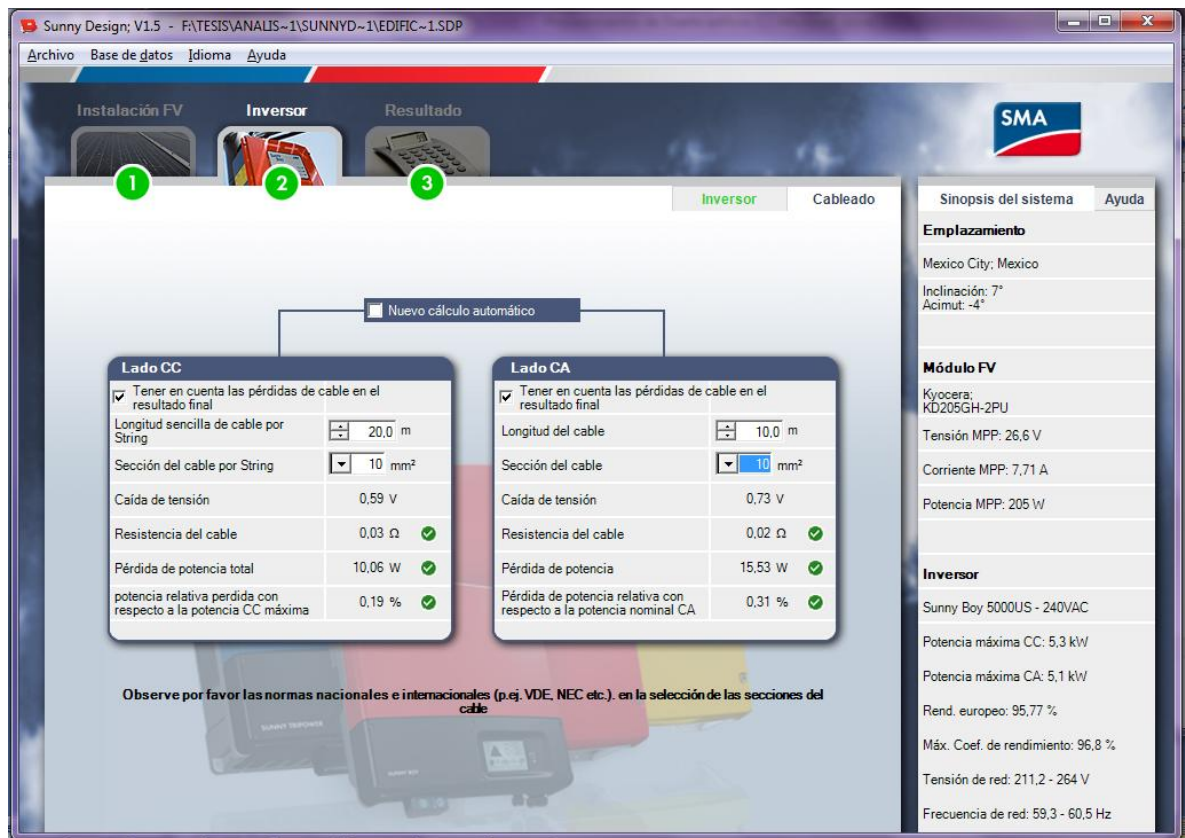 Sunny Design; V1.5 - F:\TESIS\ANALIS~1\SUNNYD~1\EDIFIC~1.SDP
Archivo Base de datos Idioma Ayuda
Instalación FV Inversor Resultado
SMA
1 2 3
Inversor Cableado
Sinopsis del sistema Ayuda
Nuevo cálculo automático
Lado CC
Tener en cuenta las pérdidas de cable en el
resultado final
Longitud sencilla de cable por
String
20,0 m
Sección del cable por String 10 mm²
Caída de tensión 0,59 V
Resistencia del cable 0,03 Ω
Pérdida de potencia total 10,06 W
potencia relativa perdida con
respecto a la potencia CC máxima
0,19 %
Lado CA
Tener en cuenta las pérdidas de cable en el
resultado final
Longitud del cable 10,0 m
Sección del cable 10 mm²
Caída de tensión 0,73 V
Resistencia del cable 0,02 Ω
Pérdida de potencia 15,53 W
Pérdida de potencia relativa con
respecto a la potencia nominal CA
0,31 %
Observe por favor las normas nacionales e internacionales (p.ej. VDE, NEC etc.). en la selección de las secciones del
cable
SUNNY TRIPOWER
SUNNY BOY
Emplazamiento
Mexico City; Mexico
Inclinación: 7°
Acimut: -4°
Módulo FV
Kyocera;
KD205GH-2PU
Tensión MPP: 26,6 V
Corriente MPP: 7,71 A
Potencia MPP: 205 W
Inversor
Sunny Boy 5000US - 240VAC
Potencia máxima CC: 5,3 kW
Potencia máxima CA: 5,1 kW
Rend. europeo: 95,77 %
Máx. Coef. de rendimiento: 96,8 %
Tensión de red: 211,2 - 264 V
Frecuencia de red: 59,3 - 60,5 Hz